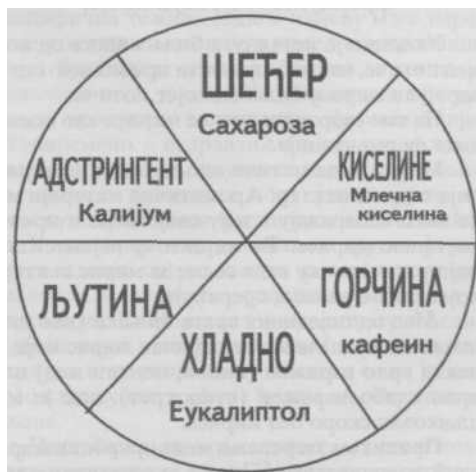 ШЕЋЕР
Сахароза
АДСТРИНГЕНТ
Калијум
КИСЕЛИНЕ
Млечна
киселина
ЉУТИНА
ГОРЧИНА
кафеин
ХЛАДНО
Еукалиптол